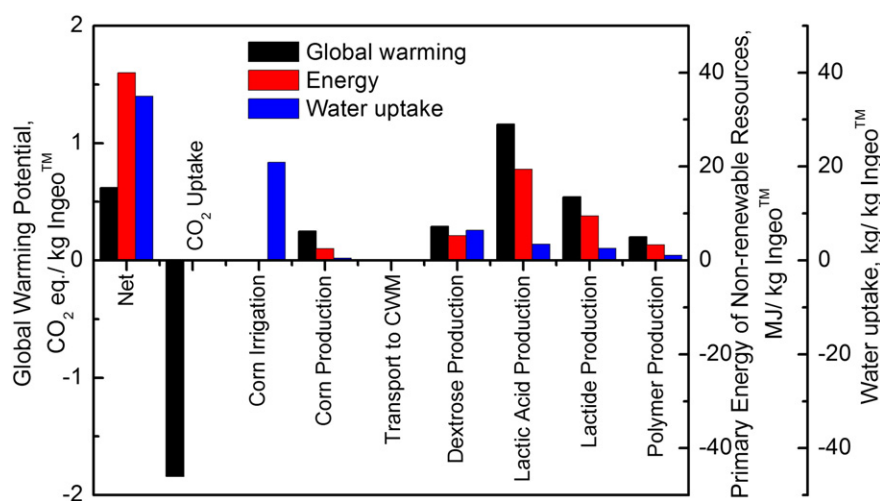 Global Warming Potential,
CO₂ eq./ kg Ingeo™
2
1
0
-1
-2
Global warming
Energy
Water uptake
Net
CO₂ Uptake
Corn Irrigation
Corn Production
Transport to CWM
Dextrose Production
Lactic Acid Production
Lactide Production
Polymer Production
40
20
0
-20
-40
Primary Energy of Non-renewable Resources,
MJ/ kg Ingeo™
40
20
0
-20
-40
Water uptake, kg/ kg Ingeo™